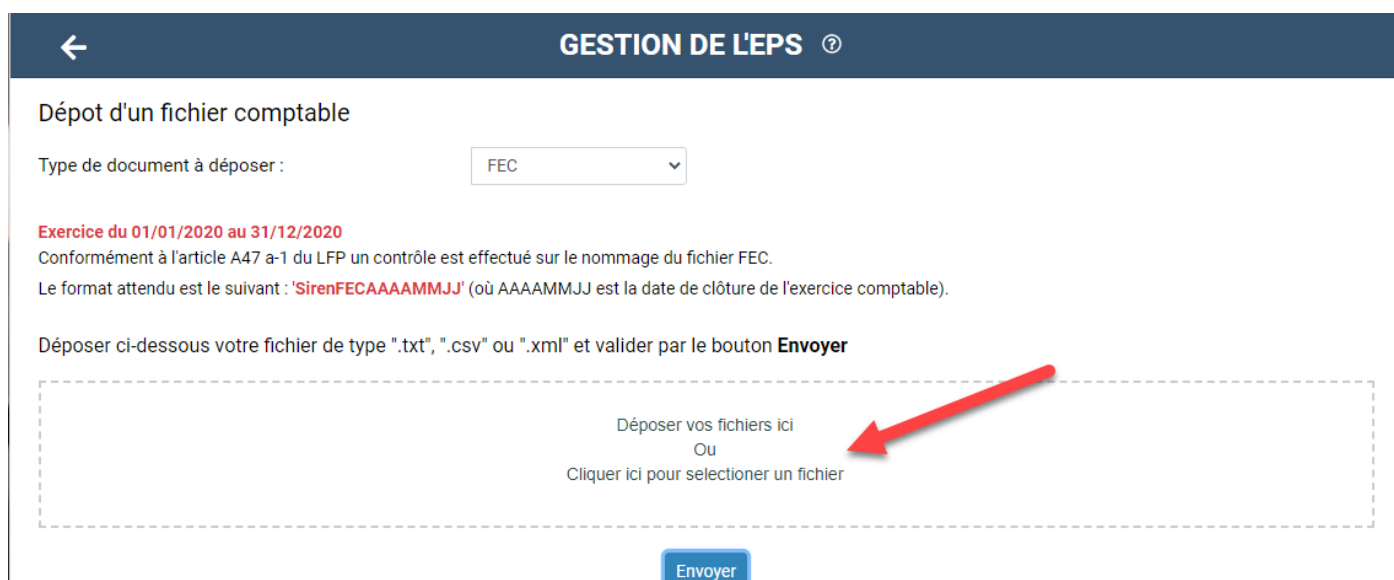 GESTION DE L'EPS
Dépot d'un fichier comptable
Type de document à déposer :
FEC
Exercice du 01/01/2020 au 31/12/2020
Conformément à l'article A47 a-1 du LFP un contrôle est effectué sur le nommage du fichier FEC.
Le format attendu est le suivant : 'SirenFECAAAAMMJJ' (où AAAAMMJJ est la date de clôture de l'exercice comptable).
Déposer ci-dessous votre fichier de type ".txt", ".csv" ou ".xml" et valider par le bouton Envoyer
Déposer vos fichiers ici
Ou
Cliquer ici pour selectioner un fichier
Envoyer